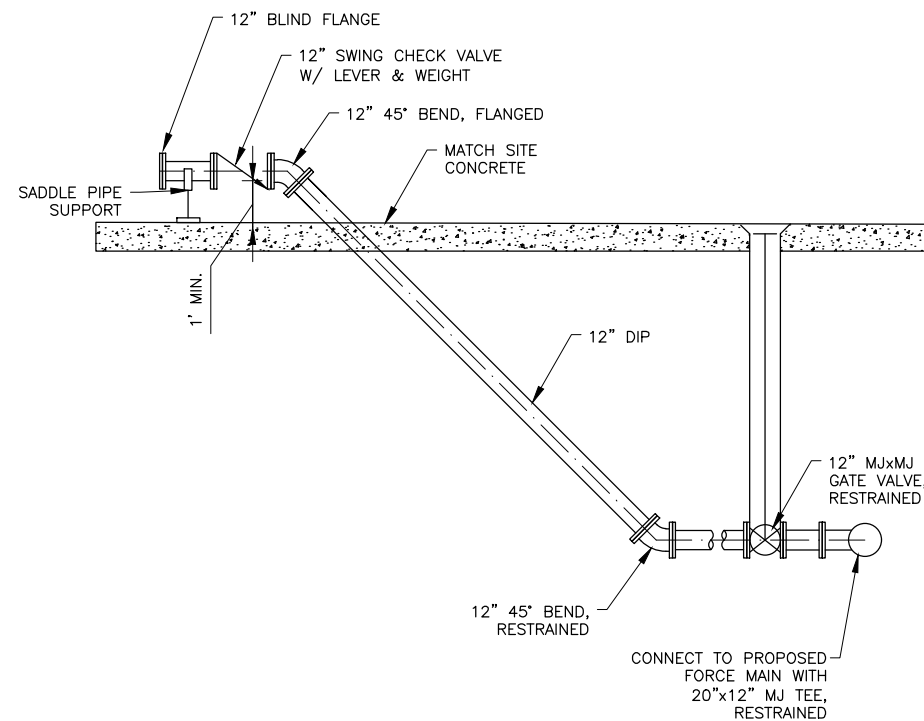 12" BLIND FLANGE
12" SWING CHECK VALVE
W/ LEVER & WEIGHT
12" 45° BEND, FLANGED
MATCH SITE
CONCRETE
SADDLE PIPE
SUPPORT
1' MIN.
12" DIP
12" MJxMJ
GATE VALVE,
RESTRAINED
12" 45° BEND,
RESTRAINED
CONNECT TO PROPOSED
FORCE MAIN WITH
20"x12" MJ TEE,
RESTRAINED